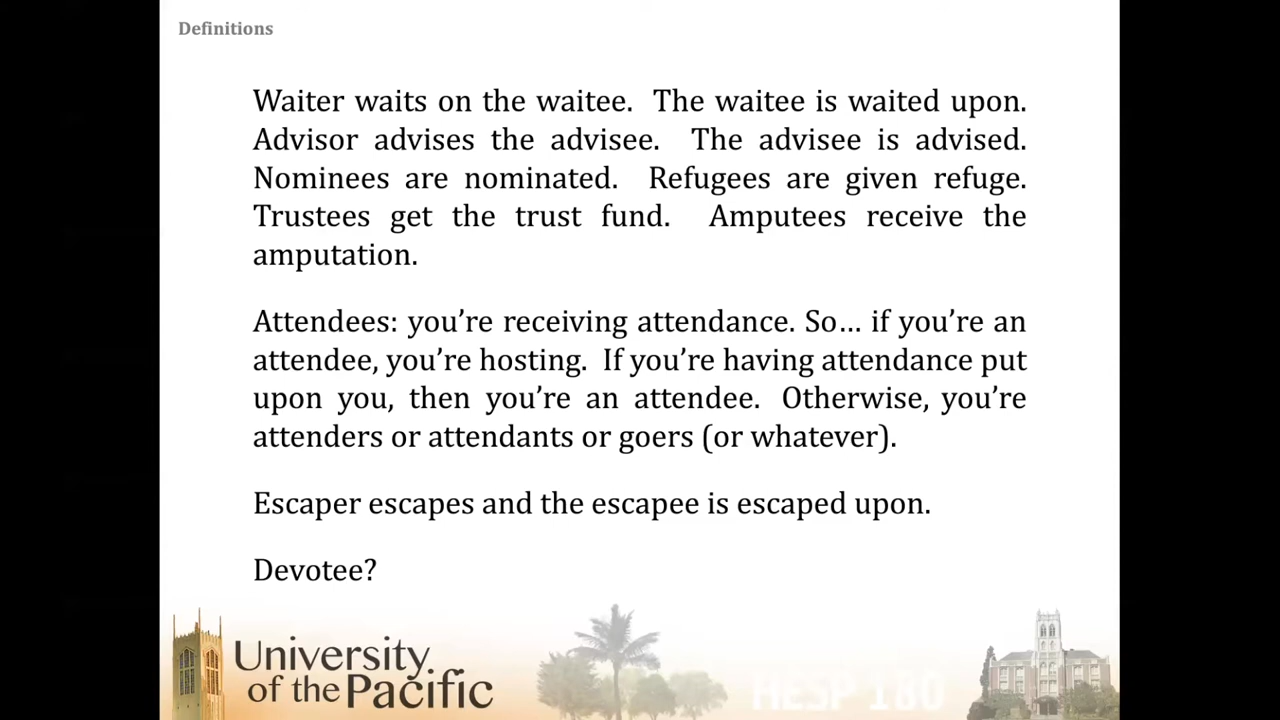 Definitions
Waiter waits on the waitee. The waitee is waited upon.
Advisor advises the advisee. The advisee is advised.
Nominees are nominated. Refugees are given refuge.
Trustees get the trust fund. Amputees receive the
amputation.
Attendees: you’re receiving attendance. So… if you’re an
attendee, you’re hosting. If you’re having attendance put
upon you, then you’re an attendee. Otherwise, you’re
attenders or attendants or goers (or whatever).
Escaper escapes and the escapee is escaped upon.
Devotee?
University
of the Pacific
HESP 180